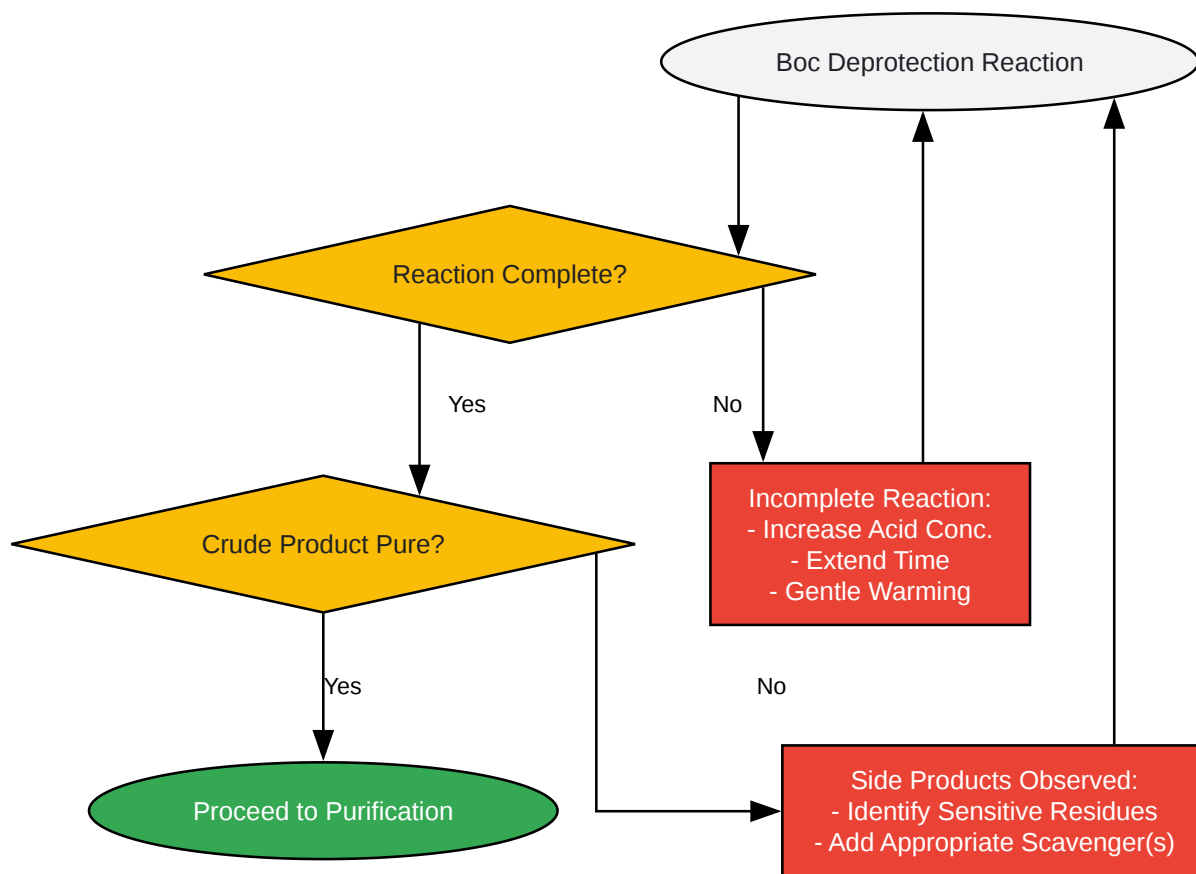 Boc Deprotection Reaction
Reaction Complete?
Yes
No
Incomplete Reaction:
- Increase Acid Conc.
- Extend Time
- Gentle Warming
Crude Product Pure?
Yes
No
Side Products Observed:
- Identify Sensitive Residues
- Add Appropriate Scavenger(s)
Proceed to Purification